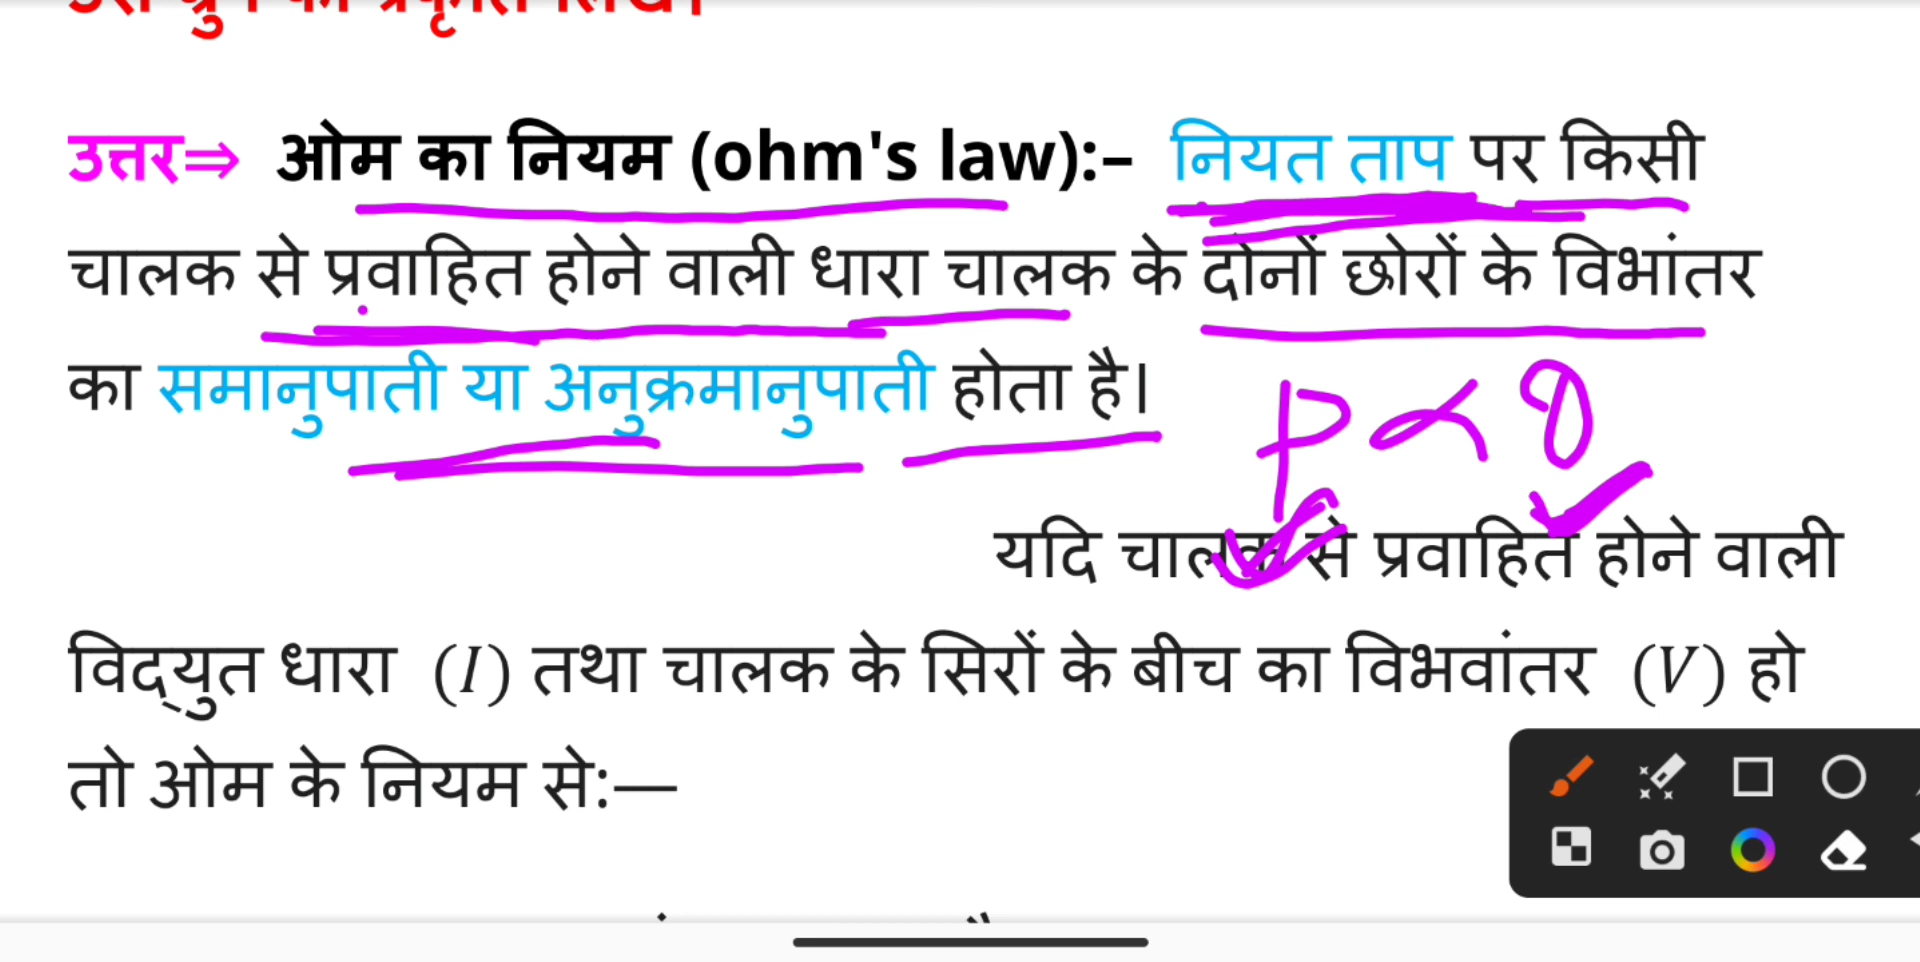 उत्तर⇒ ओम का नियम (ohm's law):– नियत ताप पर किसी
चालक से प्रवाहित होने वाली धारा चालक के दोनों छोरों के विभांतर
का समानुपाती या अनुक्रमानुपाती होता है।
p ∝
यदि चालक से प्रवाहित होने वाली
विद्युत धारा (I) तथा चालक के सिरों के बीच का विभवांतर (V) हो
तो ओम के नियम से:—